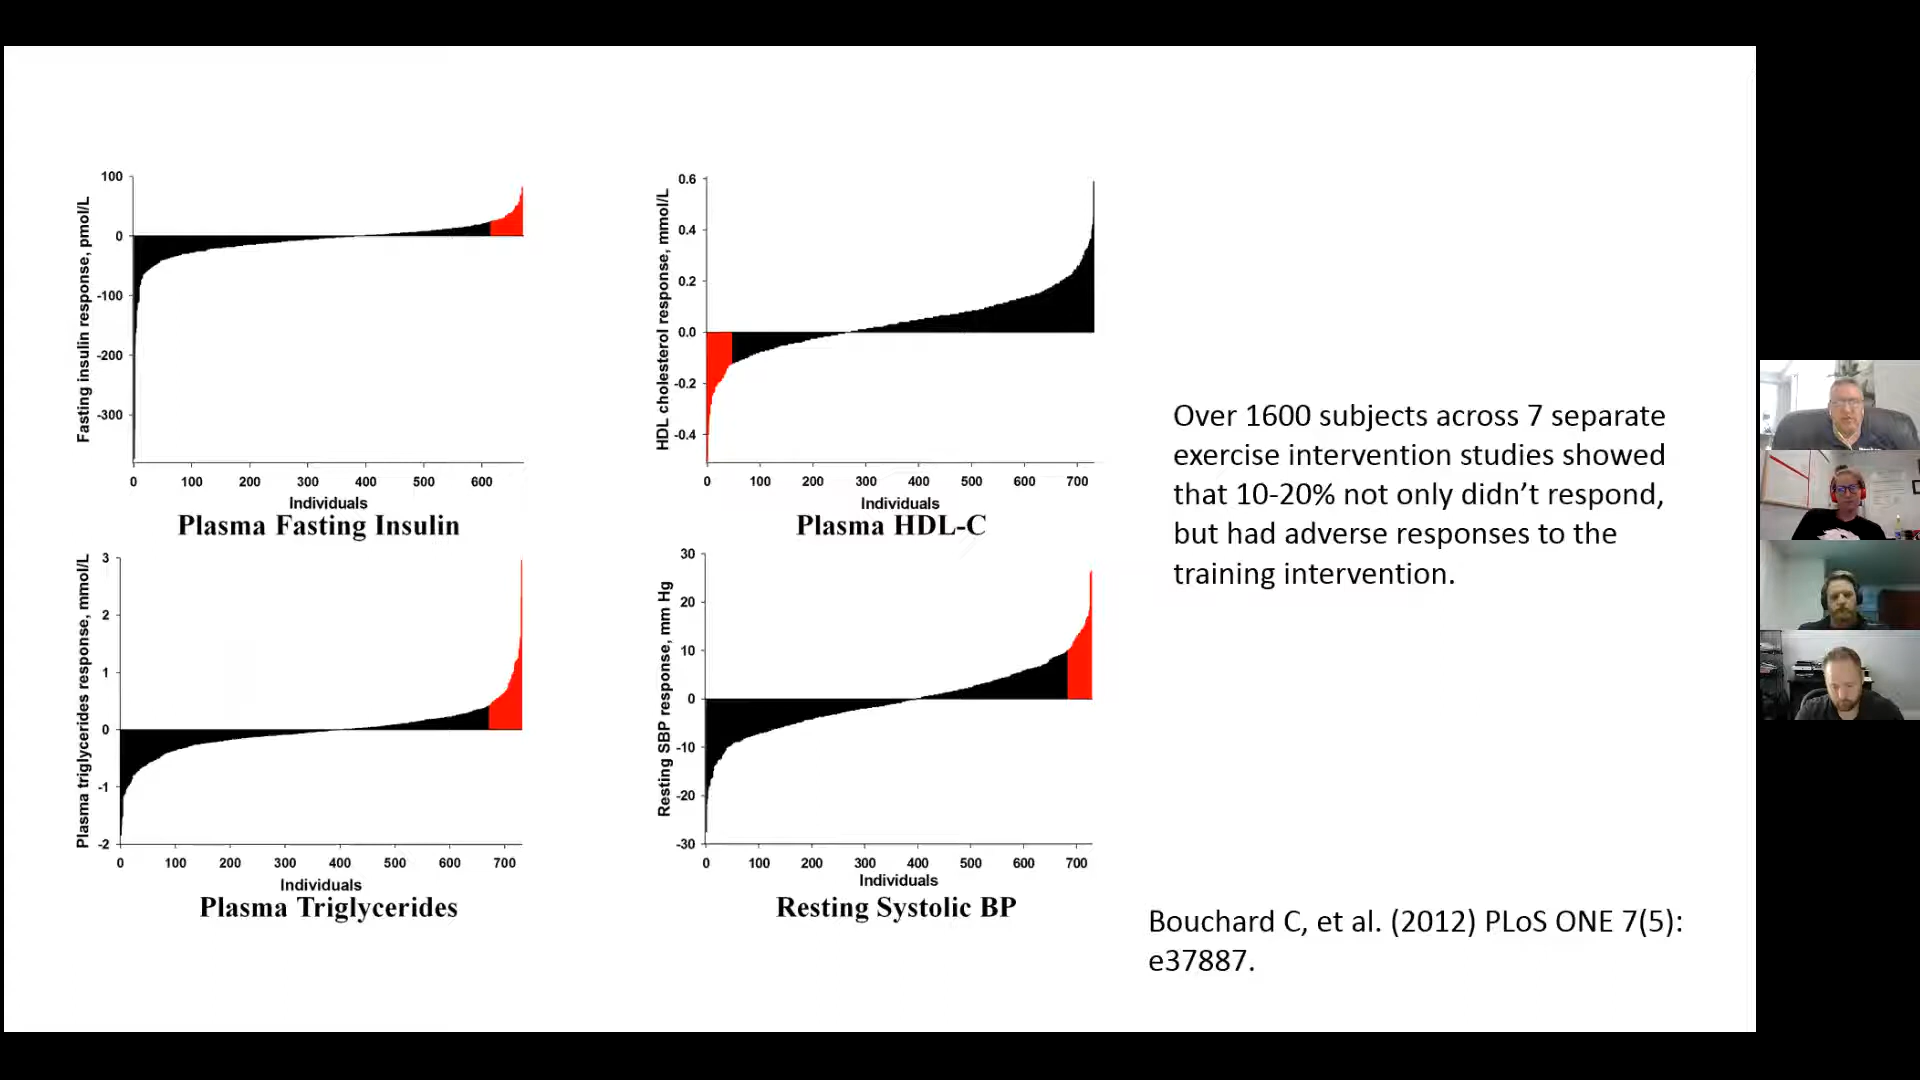 100
0
-100
-200
-300
Fasting insulin response, pmol/L
0 100 200 300 400 500 600
Individuals
Plasma Fasting Insulin
0.6
0.4
0.2
0.0
-0.2
-0.4
HDL cholesterol response, mmol/L
0 100 200 300 400 500 600 700
Individuals
Plasma HDL-C
3
2
1
0
-1
-2
Plasma triglycerides response, mmol/L
0 100 200 300 400 500 600 700
Individuals
Plasma Triglycerides
30
20
10
0
-10
-20
-30
Resting SBP response, mm Hg
0 100 200 300 400 500 600 700
Individuals
Resting Systolic BP
Over 1600 subjects across 7 separate
exercise intervention studies showed
that 10-20% not only didn’t respond,
but had adverse responses to the
training intervention.
Bouchard C, et al. (2012) PLoS ONE 7(5):
e37887.